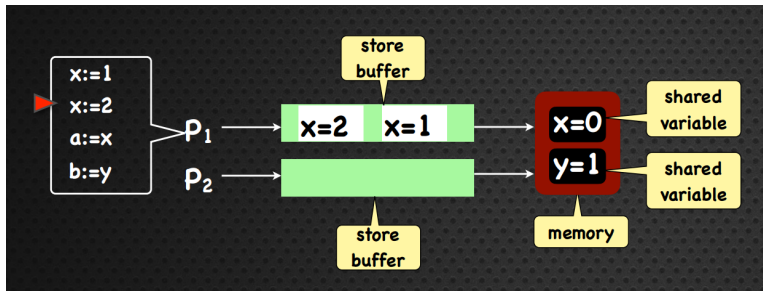 x:=1
x:=2
a:=x
b:=y
P1
P2
store
buffer
x=2
x=1
store
buffer
x=0
y=1
shared
variable
shared
variable
memory